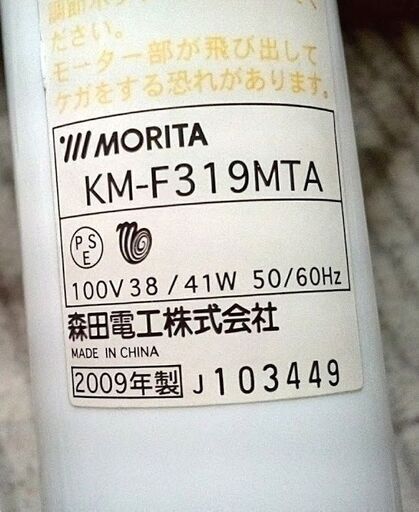 ださい。
モーター部が飛び出して
ケガをする恐れがあります。
MORITA
KM-F319MTA
PSE
100V 38/41W 50/60Hz
森田電工株式会社
MADE IN CHINA
2009年製 J103449